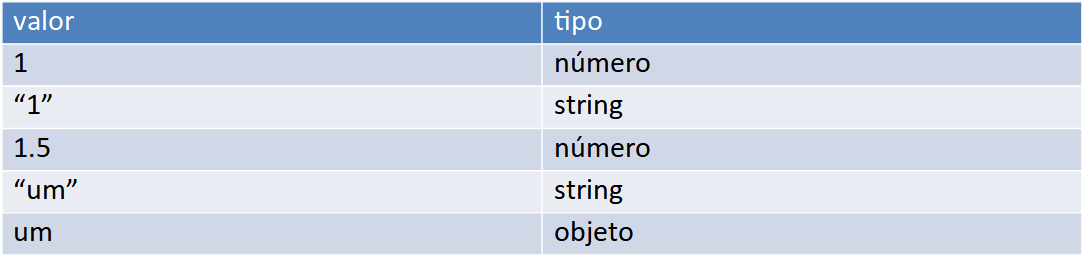 valor tipo
1 número
“1” string
1.5 número
“um” string
um objeto